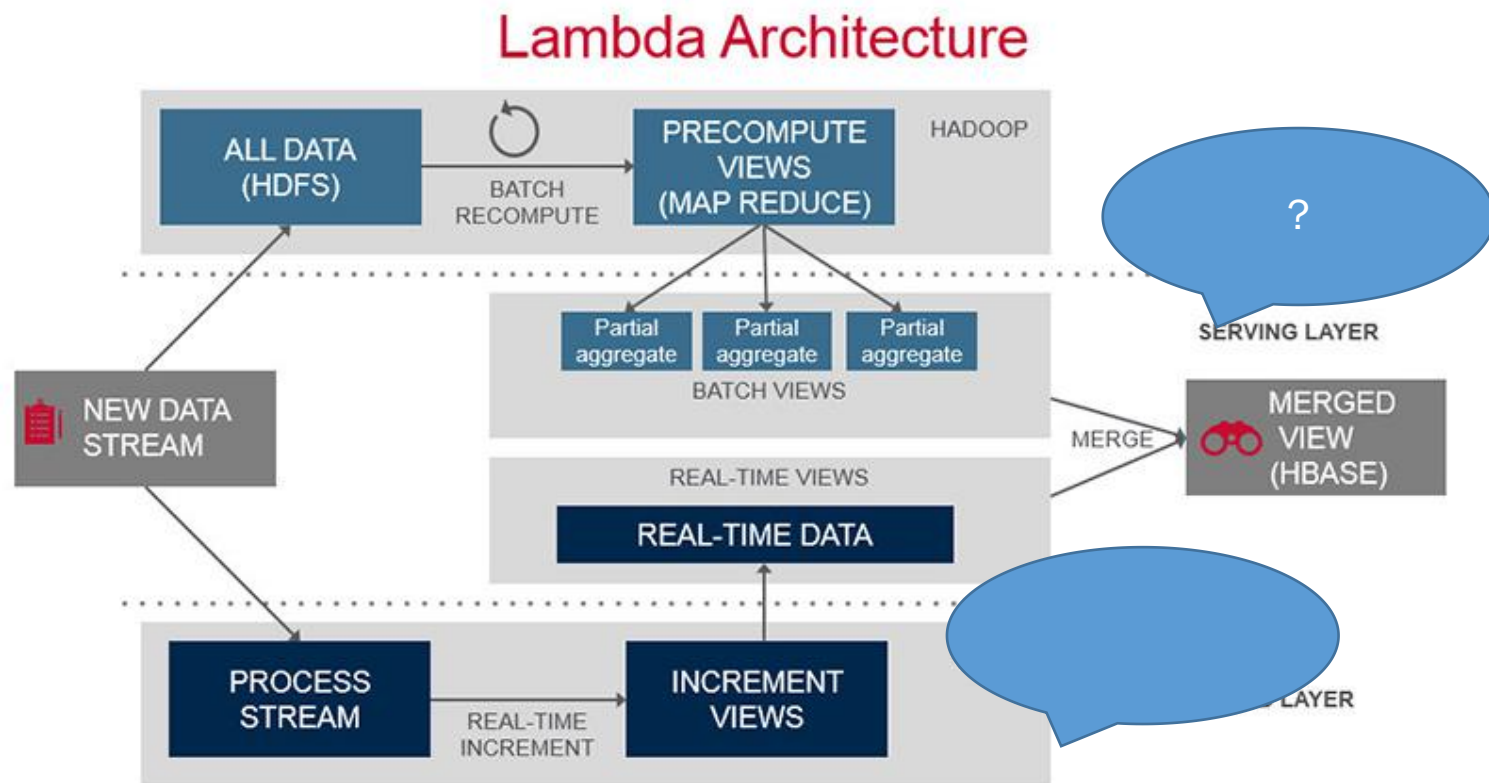 Lambda Architecture
HADOOP
ALL DATA
(HDFS)
BATCH
RECOMPUTE
PRECOMPUTE
VIEWS
(MAP REDUCE)
?
Partial
aggregate
Partial
aggregate
Partial
aggregate
BATCH VIEWS
SERVING LAYER
NEW DATA
STREAM
MERGE
MERGED
VIEW
(HBASE)
REAL-TIME VIEWS
REAL-TIME DATA
PROCESS
STREAM
REAL-TIME
INCREMENT
INCREMENT
VIEWS
LAYER